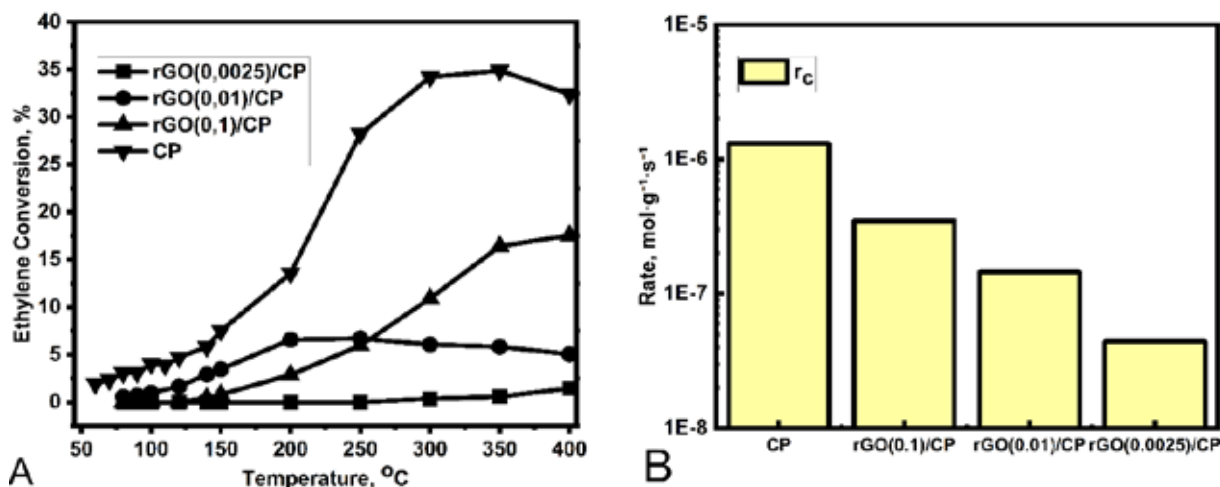 40
35
30
25
20
15
10
5
0
Ethylene Conversion, %
rGO(0,0025)/CP
rGO(0,01)/CP
rGO(0,1)/CP
CP
50 100 150 200 250 300 350 400
Temperature, °C
A
1E-5
1E-6
1E-7
1E-8
Rate, mol·g⁻¹·s⁻¹
rC
CP rGO(0.1)/CP rGO(0.01)/CP rGO(0.0025)/CP
B